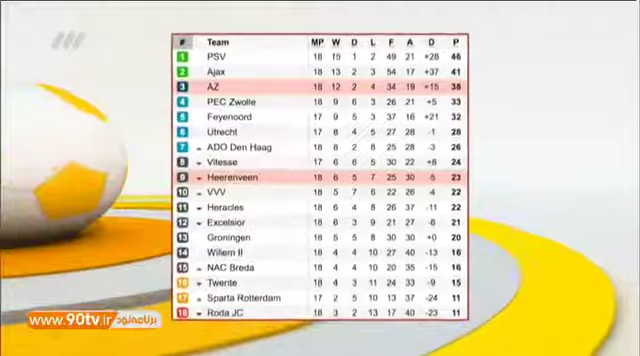 # Team MP W D L F A D P
1 PSV 18 15 1 2 49 21 +28 46
2 Ajax 18 13 2 3 54 17 +37 41
3 AZ 18 12 2 4 34 19 +15 38
4 PEC Zwolle 18 9 6 3 26 21 +5 33
5 Feyenoord 17 9 5 3 37 16 +21 32
6 Utrecht 17 8 4 5 27 28 -1 28
7 ADO Den Haag 18 8 2 8 25 28 -3 26
8 Vitesse 17 6 6 5 30 22 +8 24
9 Heerenveen 18 6 5 7 25 30 -5 23
10 VVV 18 5 7 6 22 26 -4 22
11 Heracles 18 6 4 8 26 37 -11 22
12 Excelsior 18 6 3 9 21 27 -6 21
13 Groningen 18 5 5 8 30 30 +0 20
14 Willem II 18 4 4 10 27 40 -13 16
15 NAC Breda 18 4 4 10 20 35 -15 16
16 Twente 18 4 3 11 24 33 -9 15
17 Sparta Rotterdam 17 2 5 10 13 37 -24 11
18 Roda JC 18 3 2 13 17 40 -23 11
www.90tv.ir برنامه‌نود